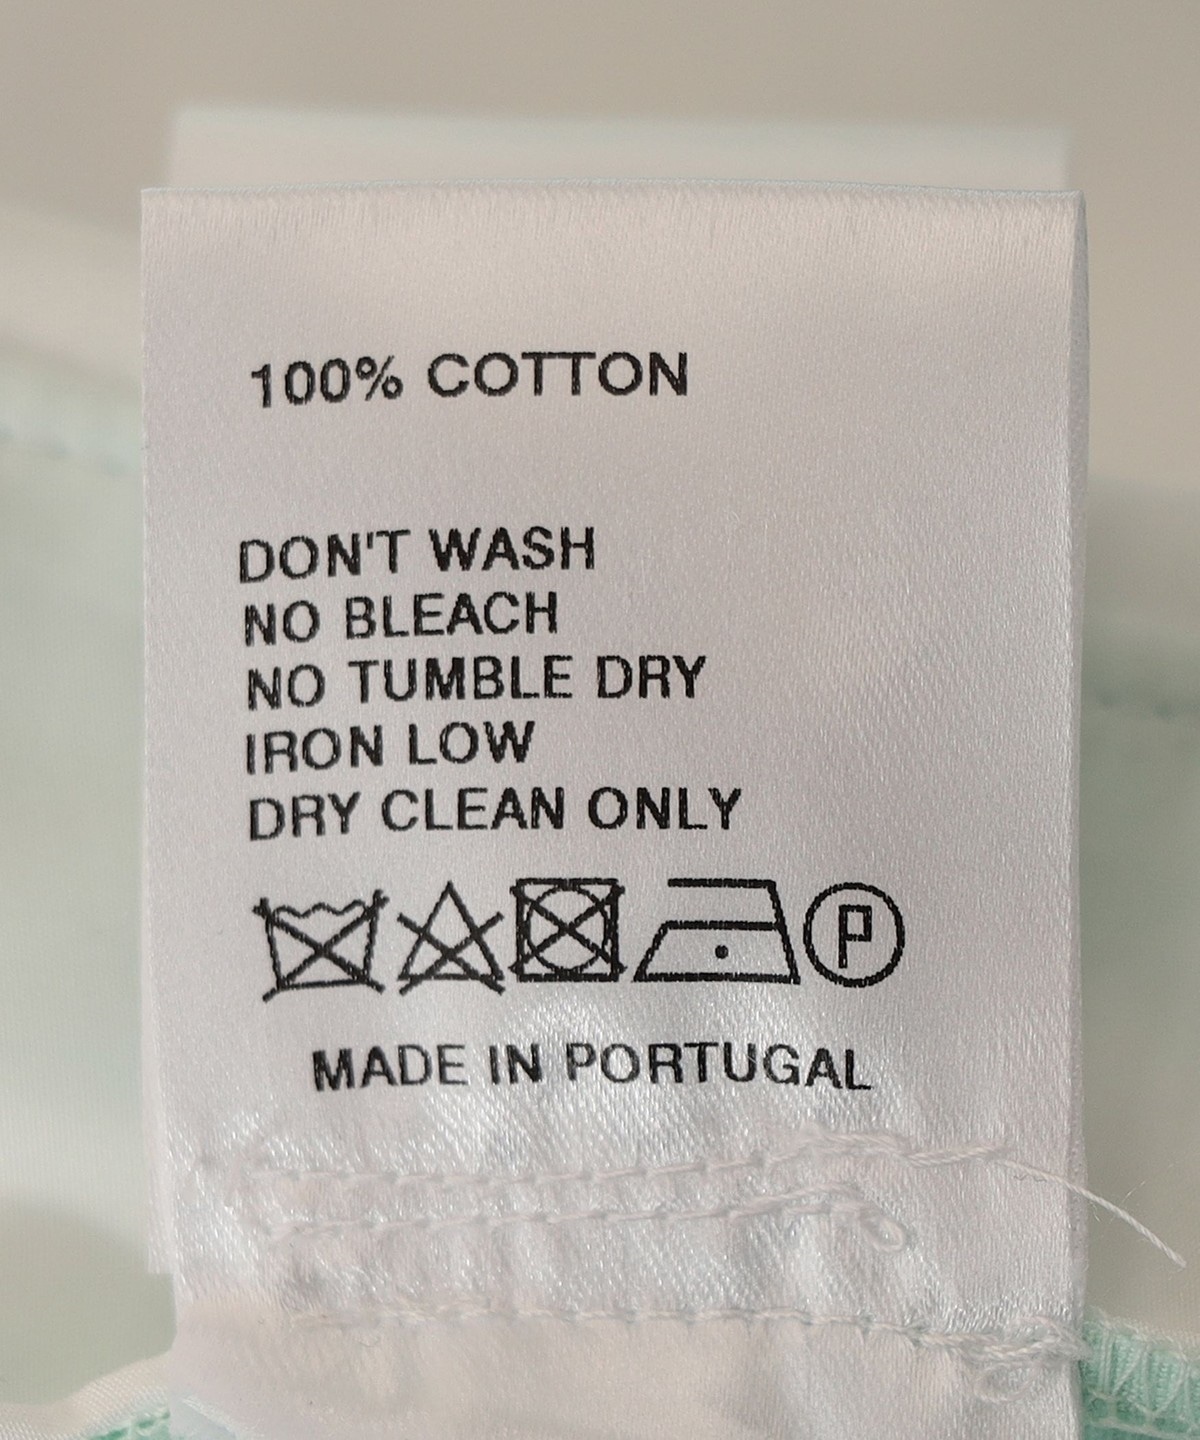 100% COTTON
DON'T WASH
NO BLEACH
NO TUMBLE DRY
IRON LOW
DRY CLEAN ONLY
P
MADE IN PORTUGAL